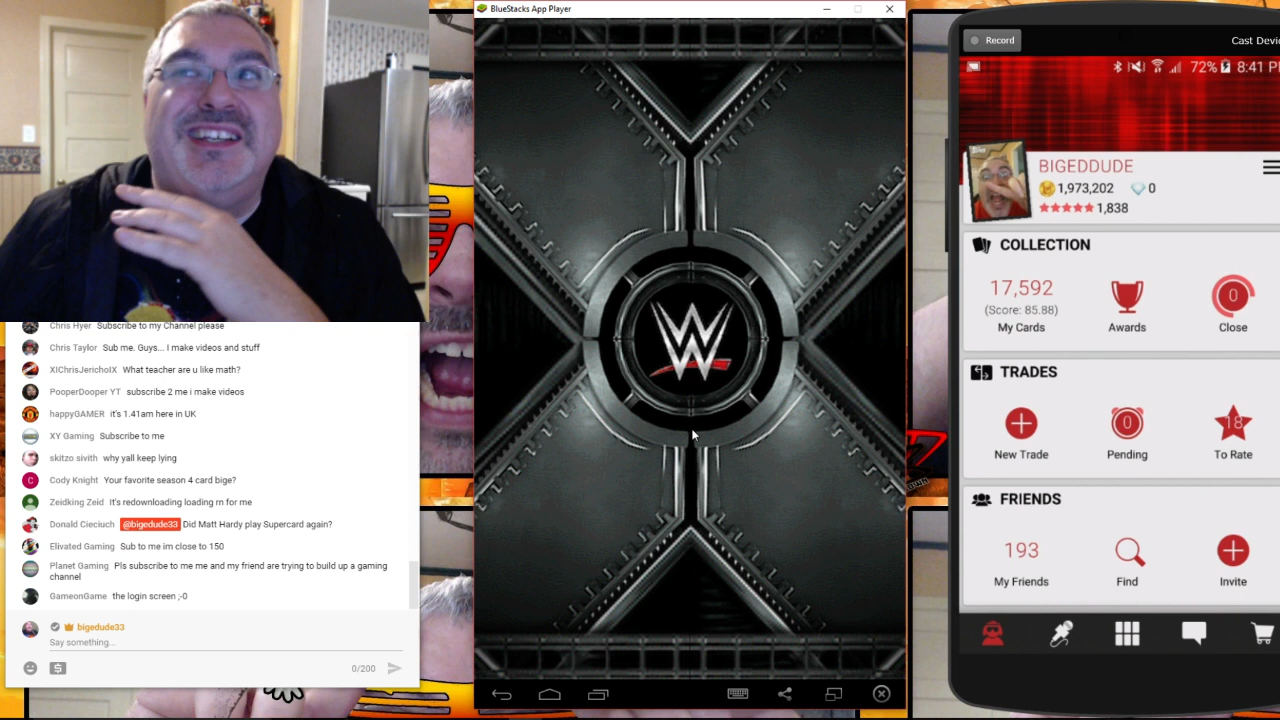 BlueStacks App Player
Chris Hyer Subscribe to my Channel please
Chris Taylor Sub me. Guys... I make videos and stuff
XIChrisJerichoIX What teacher are u like math?
PooperDooper YT subscribe 2 me i make videos
happyGAMER it's 1.41am here in UK
XY Gaming Subscribe to me
skitzo sivith why yall keep lying
C Cody Knight Your favorite season 4 card bige?
Zeidking Zeid It's redownloading loading rn for me
Donald Cieciuch @bigedude33 Did Matt Hardy play Supercard again?
Elivated Gaming Sub to me im close to 150
Planet Gaming Pls subscribe to me me and my friend are trying to build up a gaming
channel
GameonGame the login screen ;-0
bigedude33
Say something...
0/200
W
Record
Cast Devic
72% 8:41 P
topps
BIGEDDUDE
1,973,202 0
1,838
COLLECTION
17,592
(Score: 85.88)
My Cards
Awards
0
Close
TRADES
New Trade
0
Pending
18
To Rate
FRIENDS
193
My Friends
Find
Invite